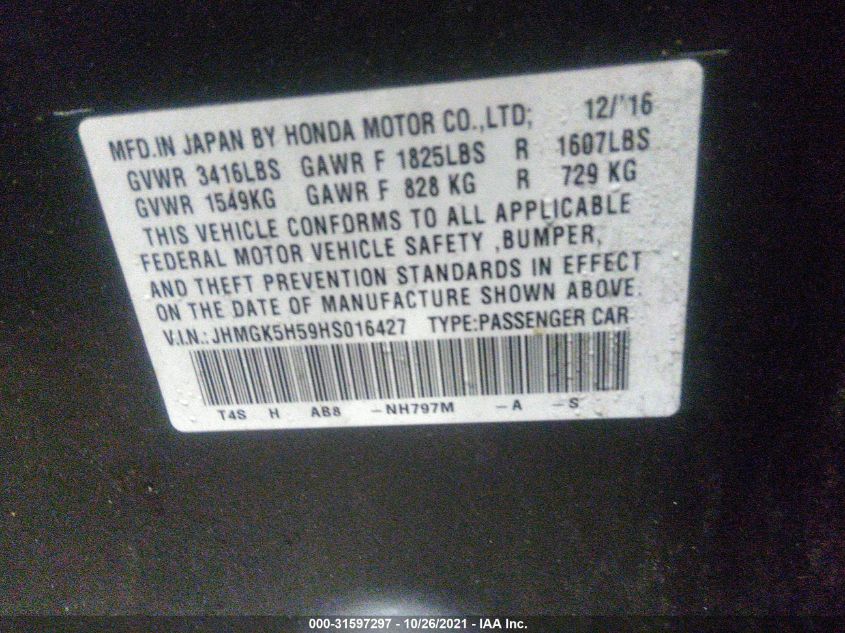 MFD.IN JAPAN BY HONDA MOTOR CO.,LTD; 12/'16
GVWR 3416LBS GAWR F 1825LBS R 1607LBS
GVWR 1549KG GAWR F 828 KG R 729 KG
THIS VEHICLE CONFORMS TO ALL APPLICABLE
FEDERAL MOTOR VEHICLE SAFETY ,BUMPER,
AND THEFT PREVENTION STANDARDS IN EFFECT
ON THE DATE OF MANUFACTURE SHOWN ABOVE.
V.I.N.: JHMGK5H59HS016427 TYPE:PASSENGER CAR
T4S H AB8 -NH797M -A -S
000-31597297 - 10/26/2021 - IAA Inc.